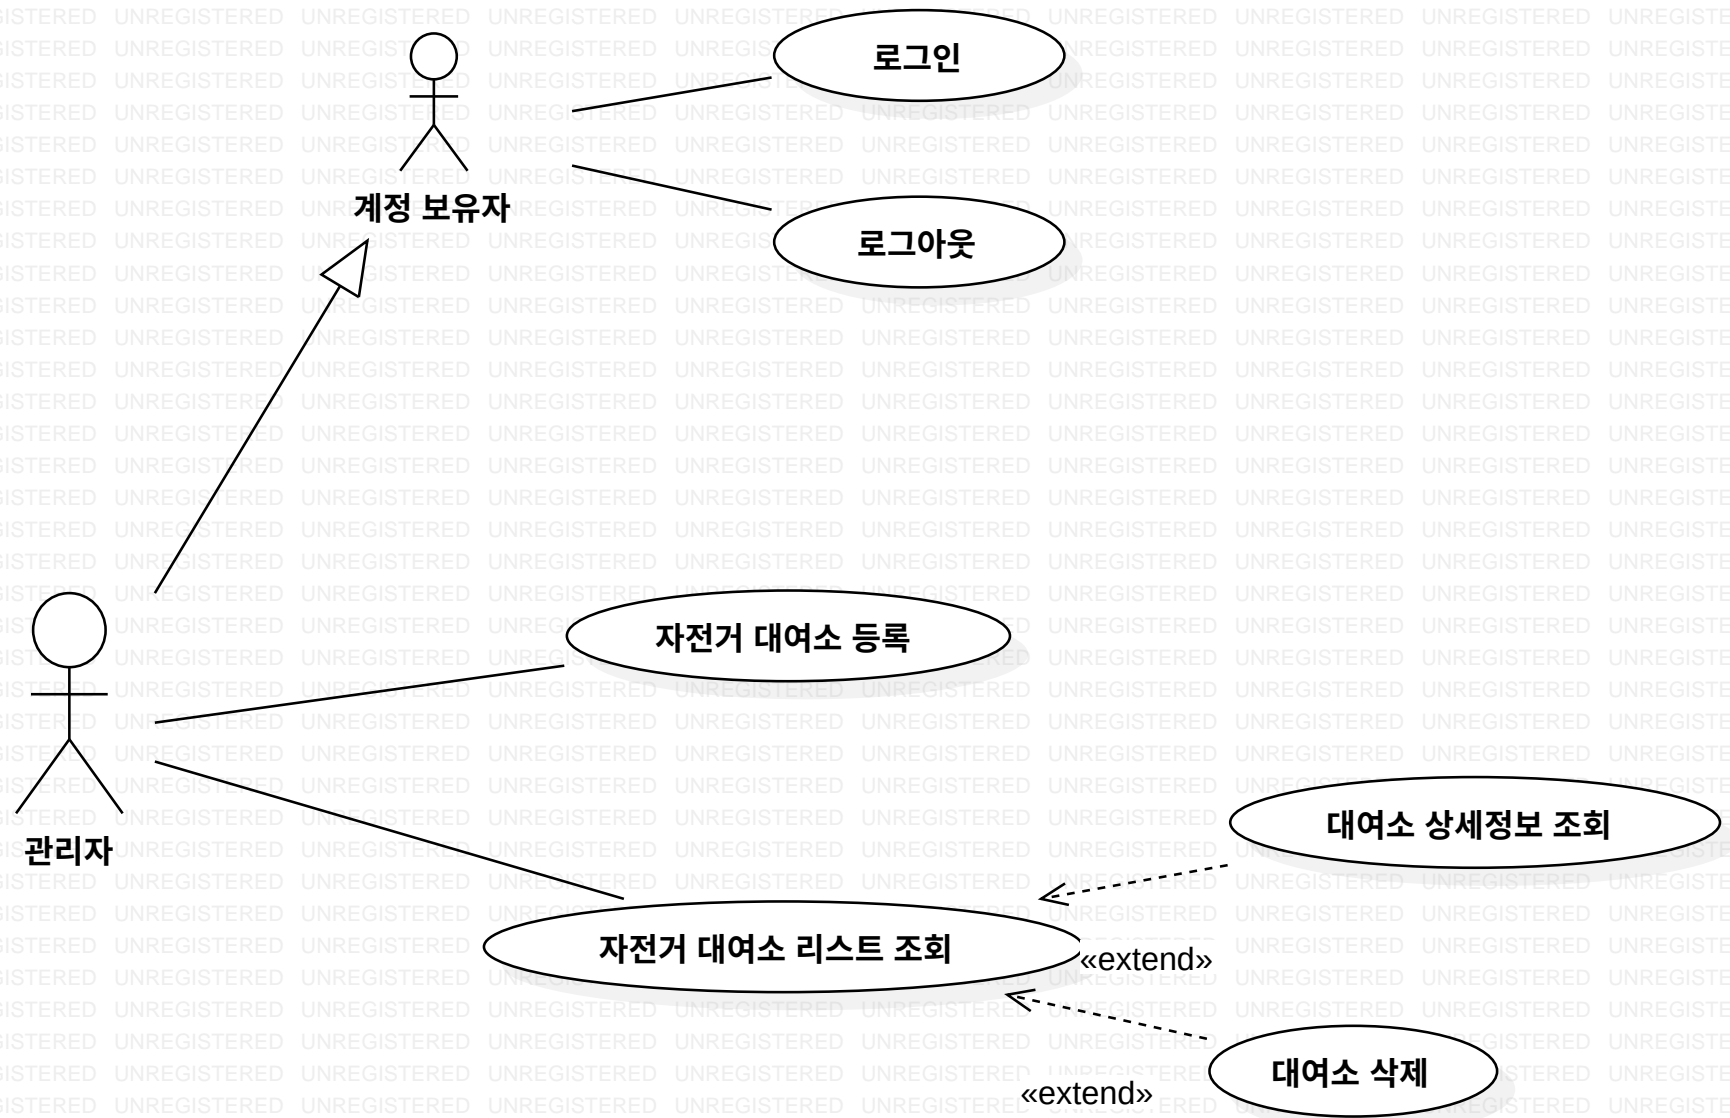 로그인
계정 보유자
로그아웃
자전거 대여소 등록
관리자
대여소 상세정보 조회
자전거 대여소 리스트 조회
«extend»
대여소 삭제
«extend»
UNREGISTERED